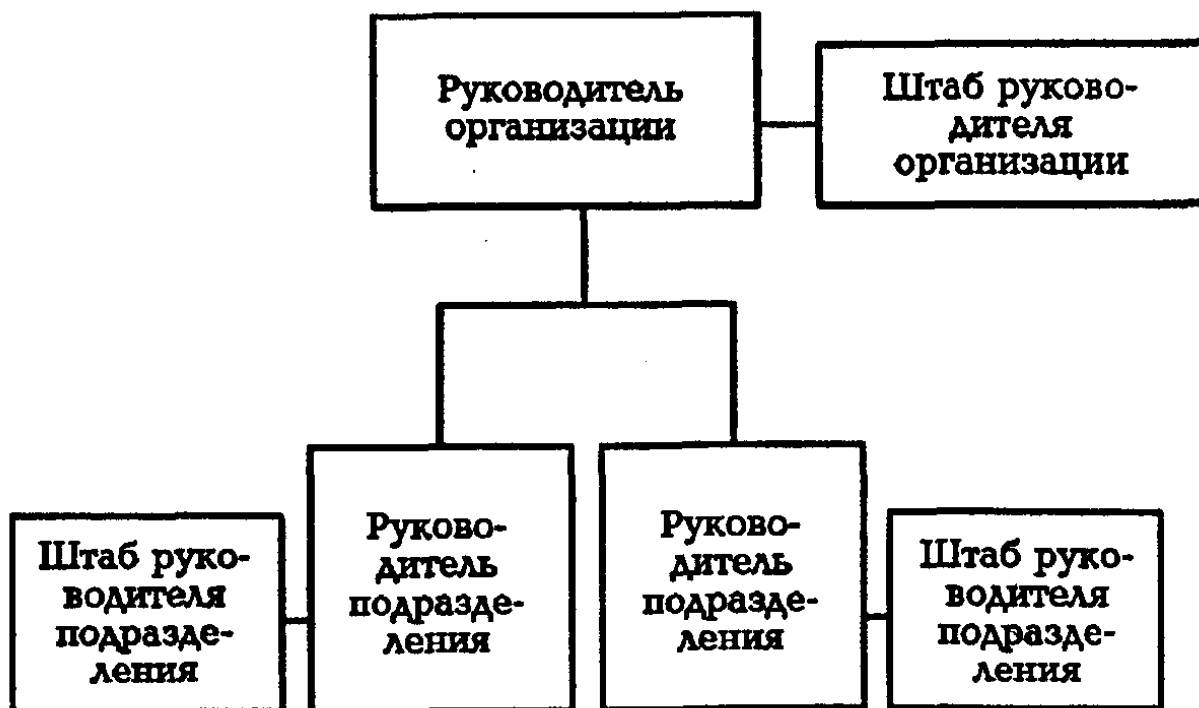 Руководитель
организации
Штаб руково-
дителя
организации
Штаб руко-
водителя
подразде-
ления
Руково-
дитель
подразде-
ления
Руково-
дитель
подразде-
ления
Штаб руко-
водителя
подразде-
ления